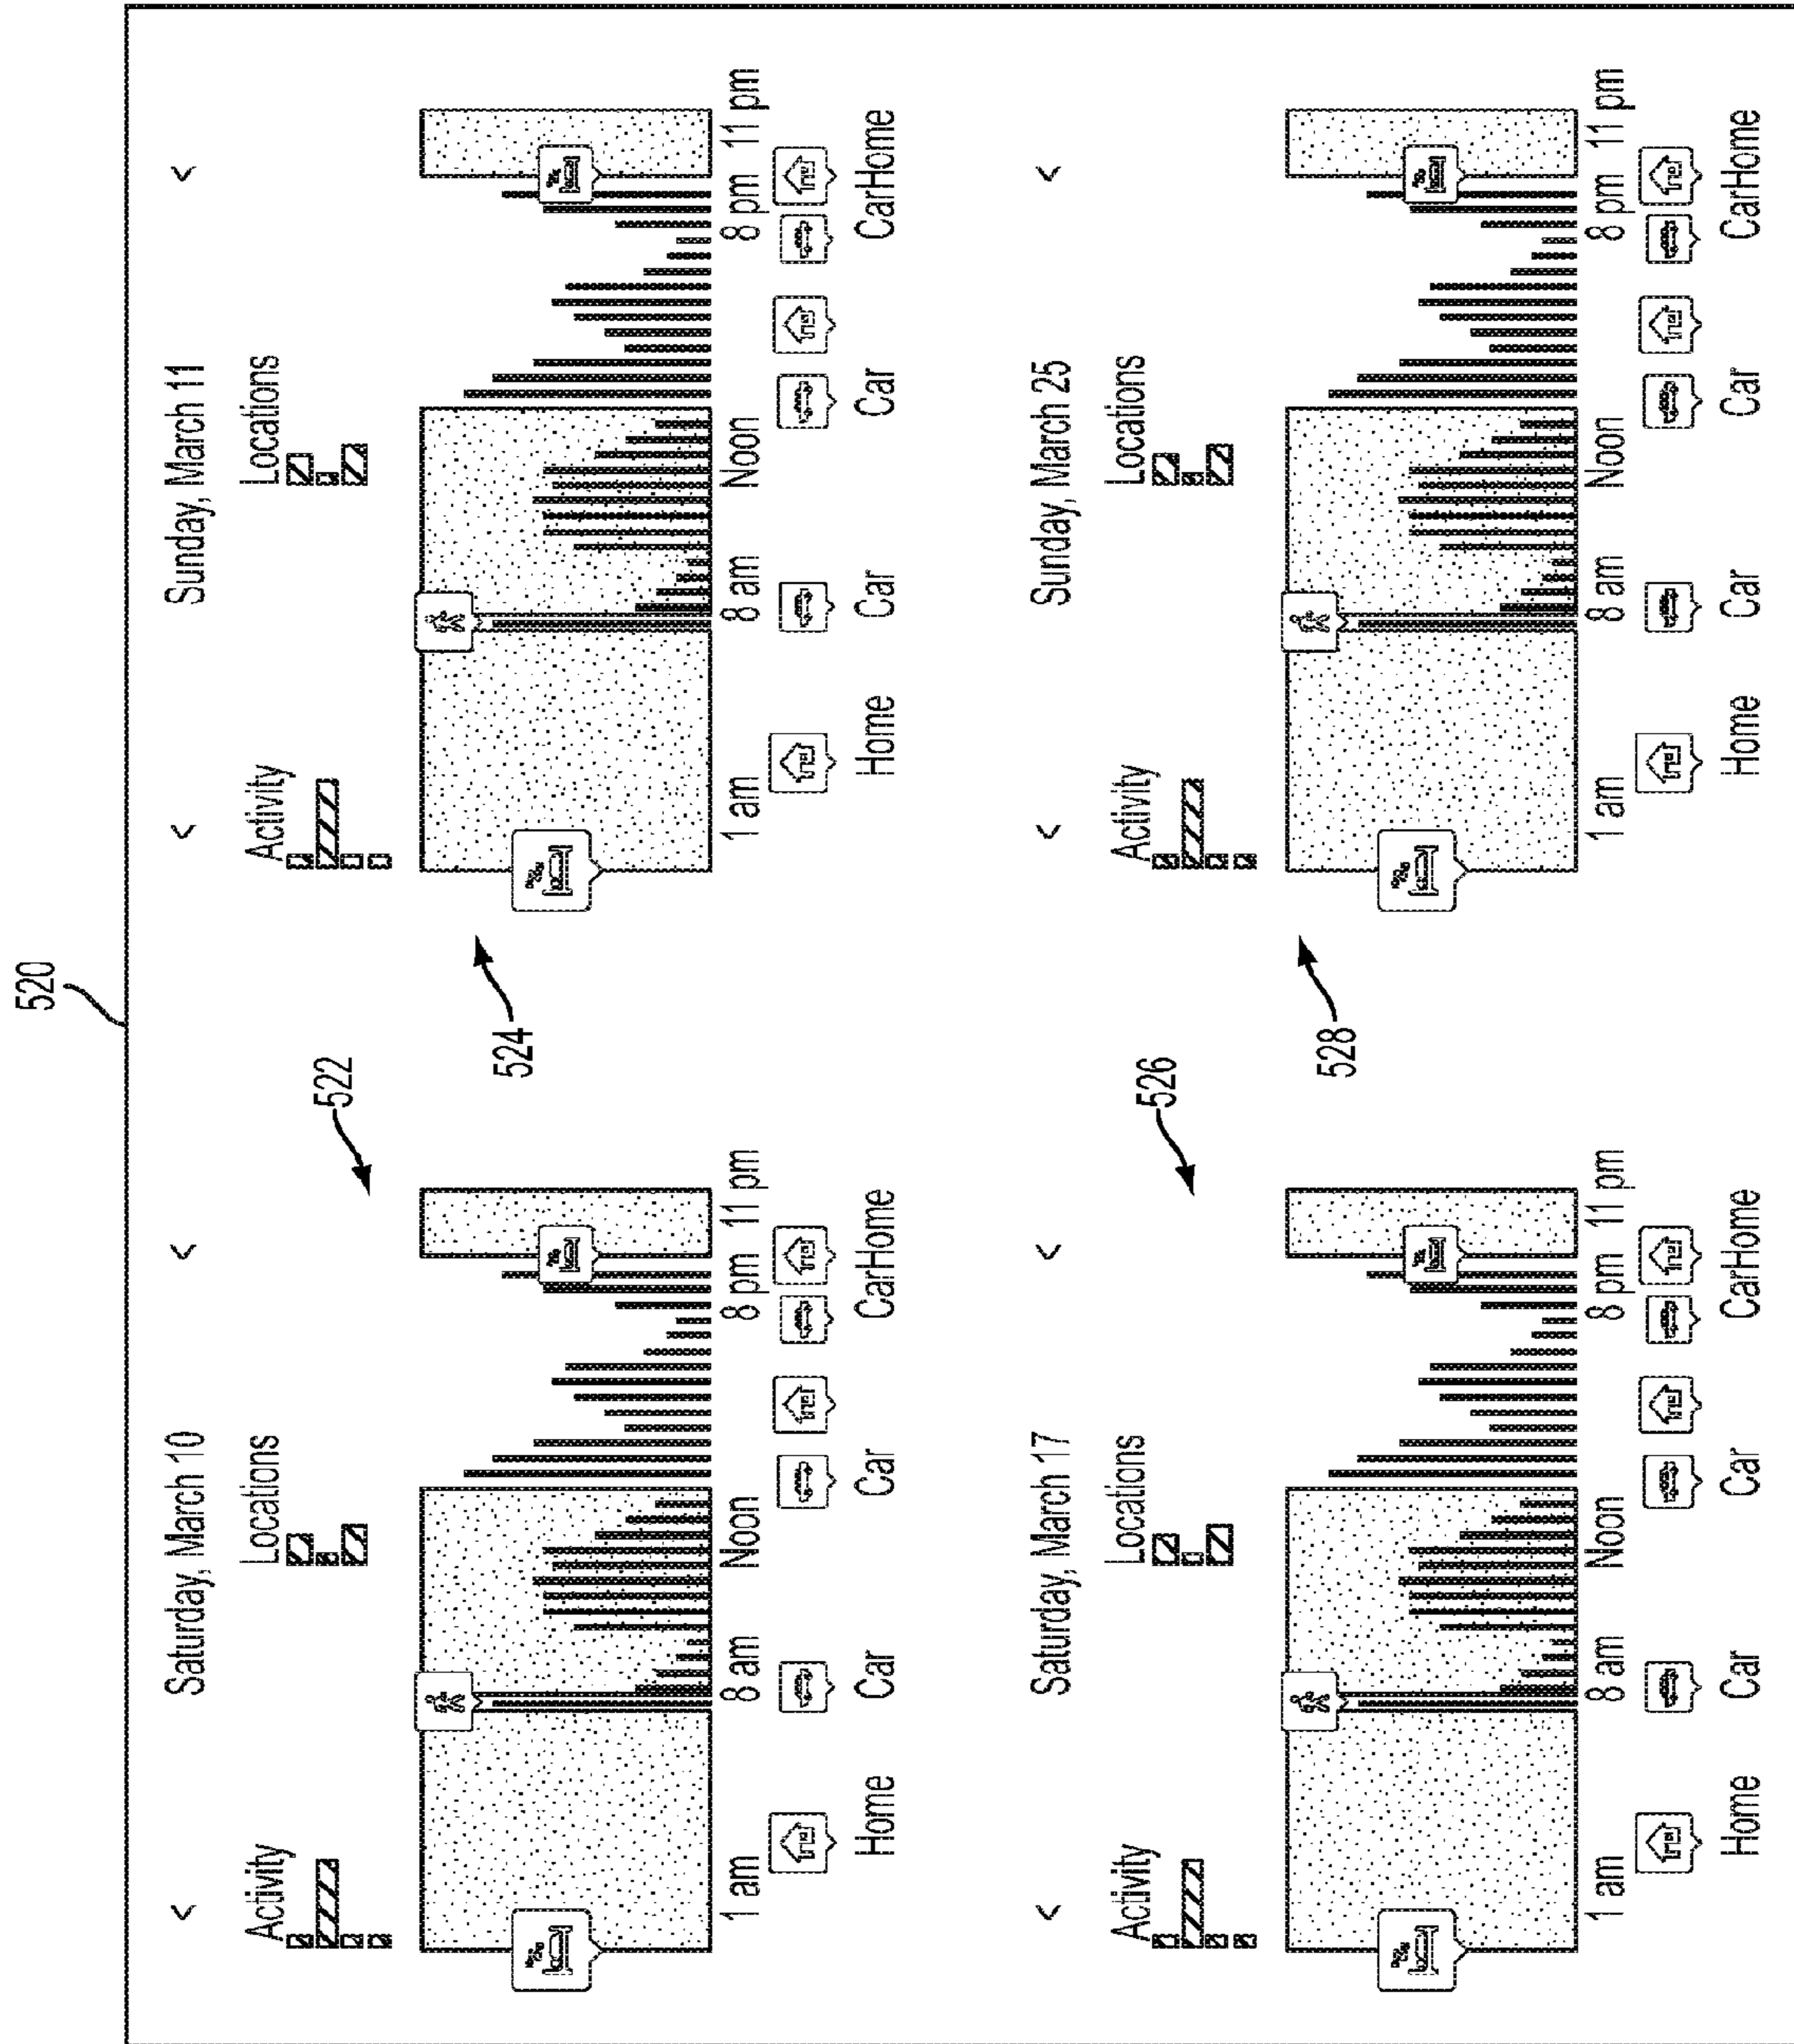 520
Saturday, March 10
< <
Activity Locations
1 am 8 am Noon 8 pm 11 pm
Home Car Car CarHome
522
Sunday, March 11
< <
Activity Locations
1 am 8 am Noon 8 pm 11 pm
Home Car Car CarHome
524
Saturday, March 17
< <
Activity Locations
1 am 8 am Noon 8 pm 11 pm
Home Car Car CarHome
526
Sunday, March 25
< <
Activity Locations
1 am 8 am Noon 8 pm 11 pm
Home Car Car CarHome
528